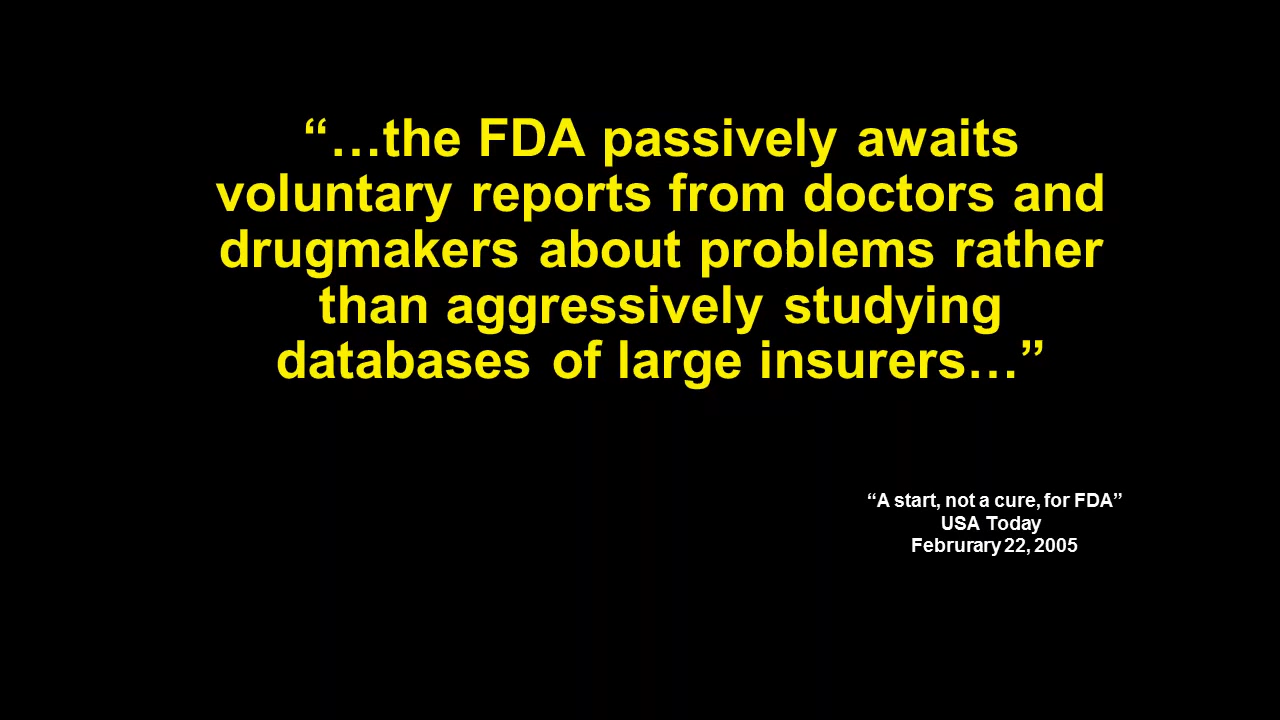 “…the FDA passively awaits
voluntary reports from doctors and
drugmakers about problems rather
than aggressively studying
databases of large insurers…”
“A start, not a cure, for FDA”
USA Today
Februrary 22, 2005